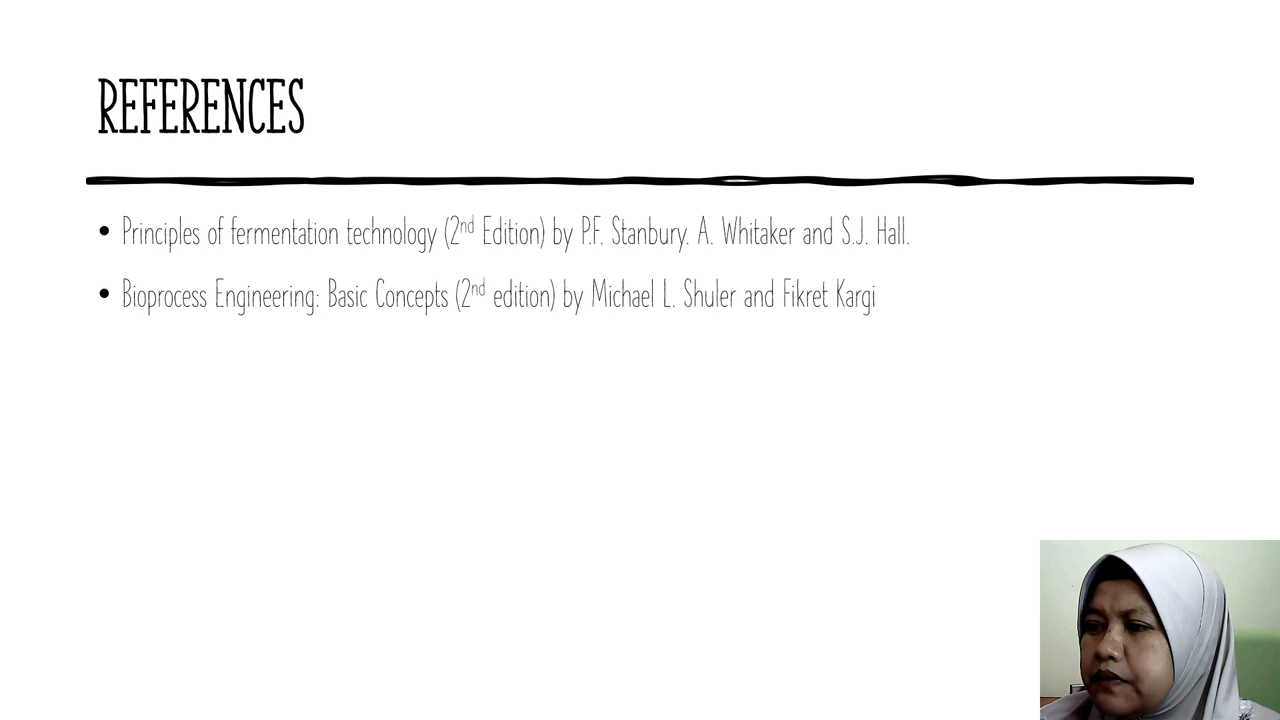 REFERENCES
• Principles of fermentation technology (2nd Edition) by P.F. Stanbury. A. Whitaker and S.J. Hall.
• Bioprocess Engineering: Basic Concepts (2nd edition) by Michael L. Shuler and Fikret Kargi